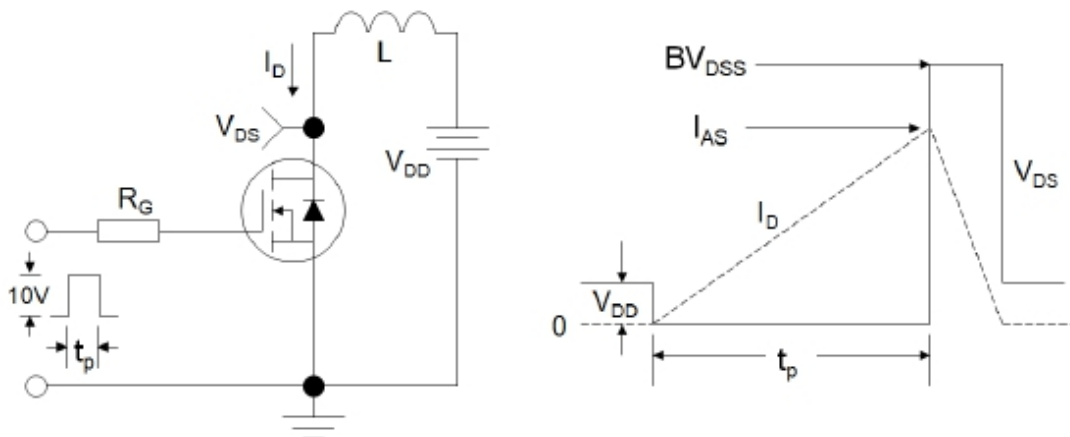 L
I_D
V_DS
V_DD
R_G
10V
t_p
BV_DSS
I_AS
V_DS
I_D
V_DD
0
t_p